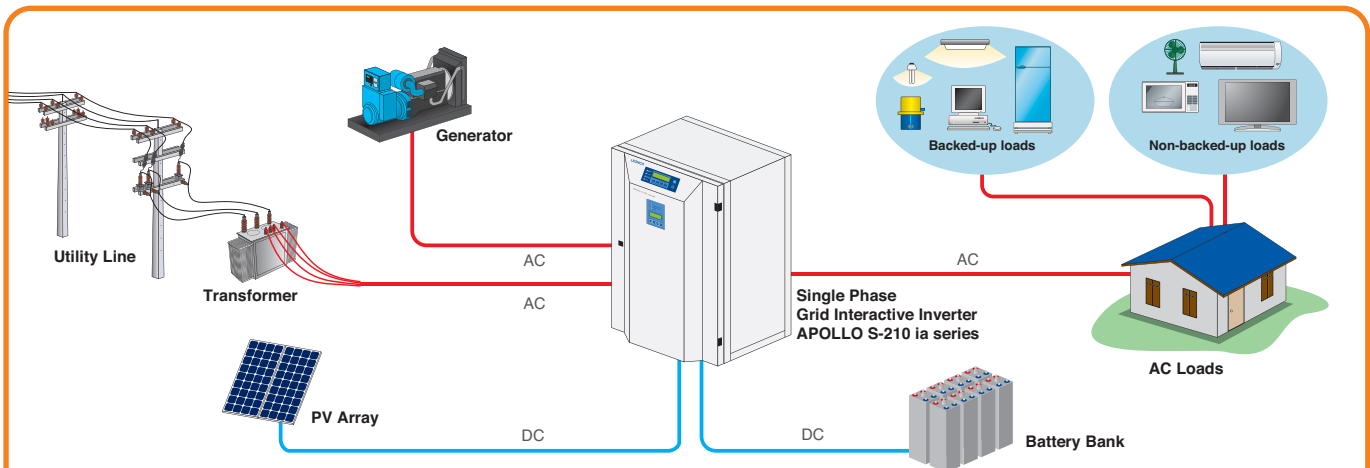 Generator
Backed-up loads
Non-backed-up loads
Utility Line
Transformer
AC
AC
AC
Single Phase
Grid Interactive Inverter
APOLLO S-210 ia series
AC Loads
PV Array
DC
DC
Battery Bank